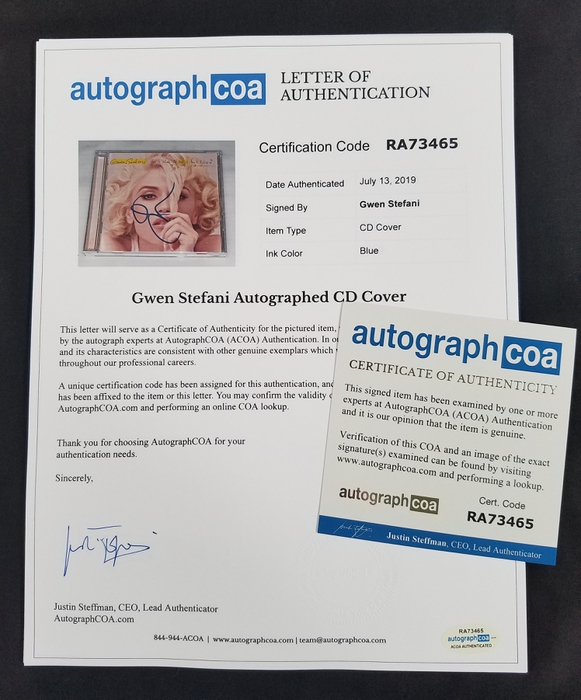 autographcoa LETTER OF
AUTHENTICATION
Certification Code RA73465
Date Authenticated July 13, 2019
Signed By Gwen Stefani
Item Type CD Cover
Ink Color Blue
Gwen Stefani Autographed CD Cover
This letter will serve as a Certificate of Authenticity for the pictured item,
by the autograph experts at AutographCOA (ACOA) Authentication. In o
and its characteristics are consistent with other genuine exemplars which
throughout our professional careers.
A unique certification code has been assigned for this authentication, and
has been affixed to the item or this letter. You may confirm the validity
AutographCOA.com and performing an online COA lookup.
Thank you for choosing AutographCOA for your
authentication needs.
Sincerely,
Justin Steffman, CEO, Lead Authenticator
AutographCOA.com
844-944-ACOA | www.autographcoa.com | team@autographcoa.com
RA73465
autographcoa
ACOA AUTHENTICATED
autographcoa
CERTIFICATE OF AUTHENTICITY
This signed item has been examined by one or more
experts at AutographCOA (ACOA) Authentication
and it is our opinion that the item is genuine.
Verification of this COA and an image of the exact
signature(s) examined can be found by visiting
www.autographcoa.com and performing a lookup.
autographcoa Cert. Code
RA73465
Justin Steffman, CEO, Lead Authenticator